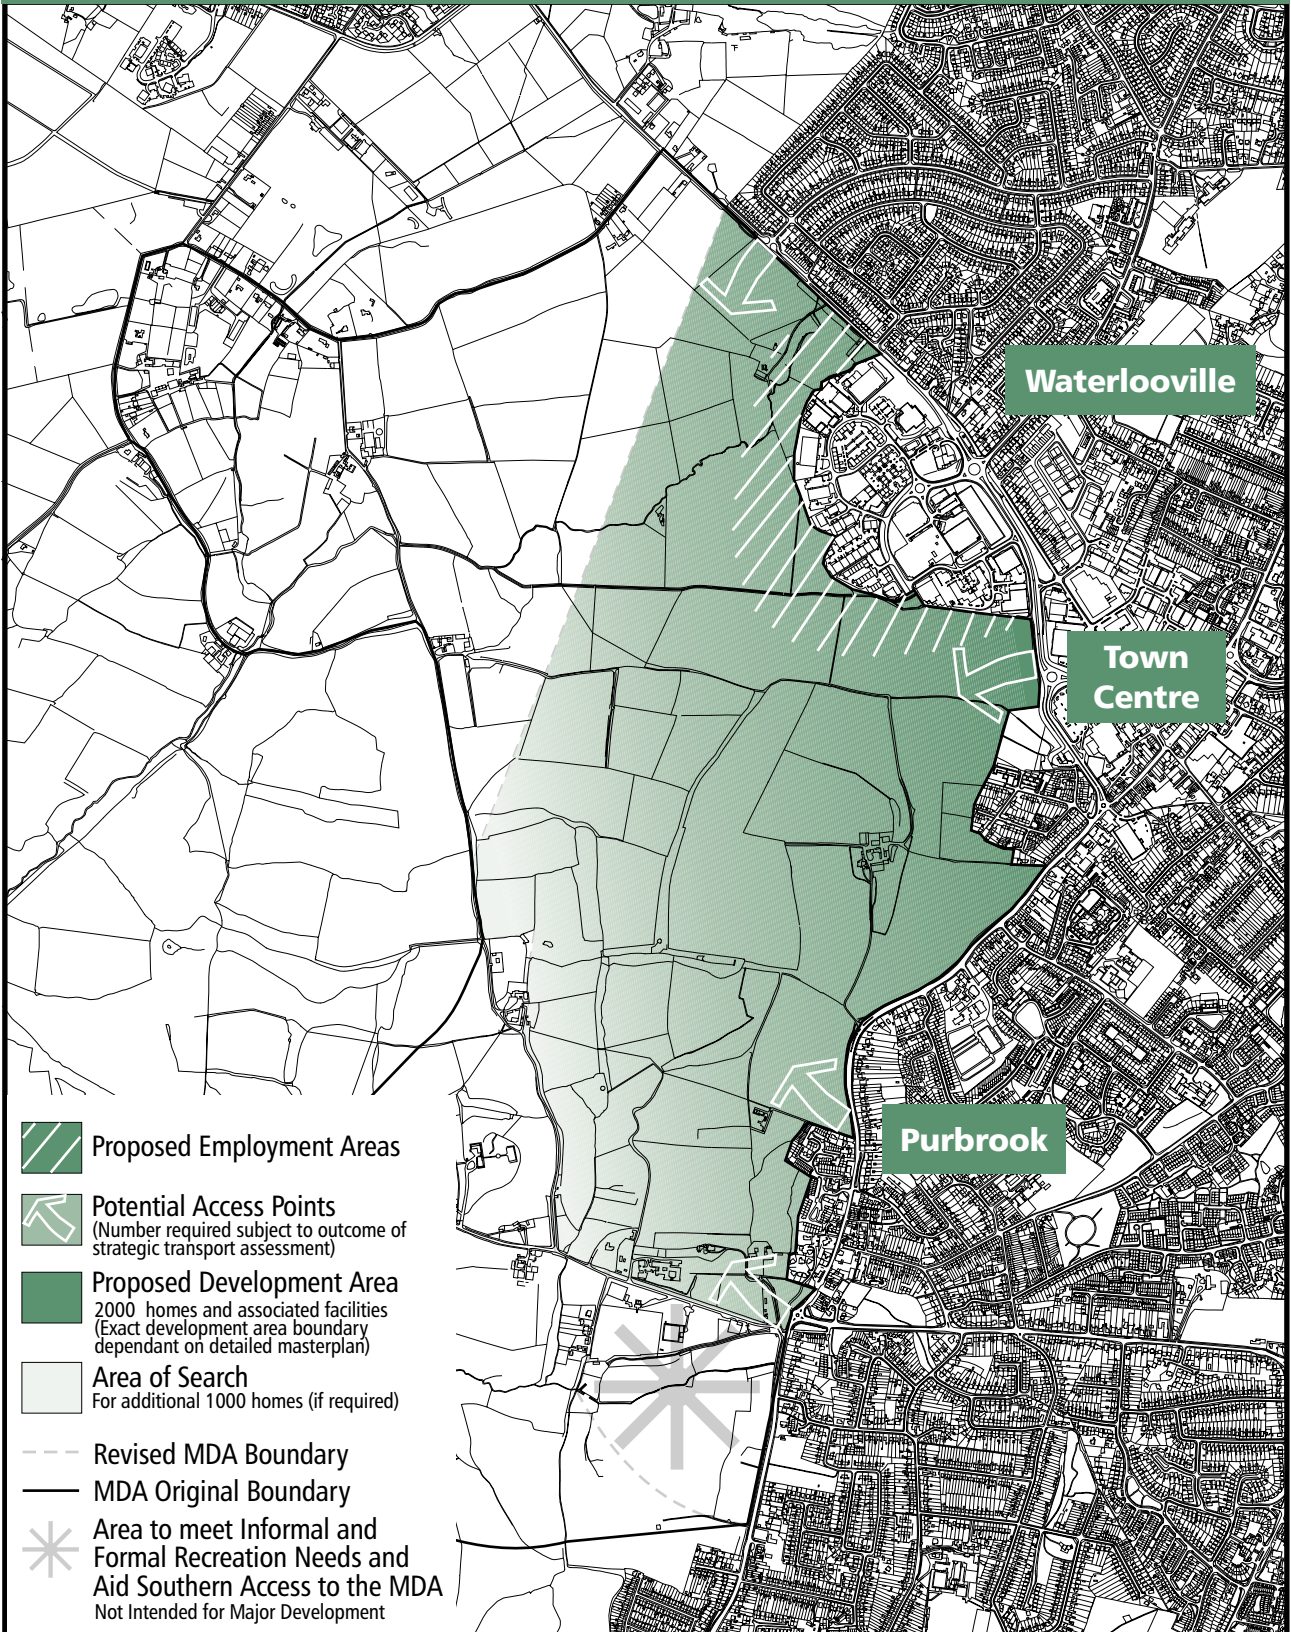 Waterlooville
Town
Centre
Purbrook
Proposed Employment Areas
Potential Access Points
(Number required subject to outcome of
strategic transport assessment)
Proposed Development Area
2000 homes and associated facilities
(Exact development area boundary
dependant on detailed masterplan)
Area of Search
For additional 1000 homes (if required)
Revised MDA Boundary
MDA Original Boundary
Area to meet Informal and
Formal Recreation Needs and
Aid Southern Access to the MDA
Not Intended for Major Development